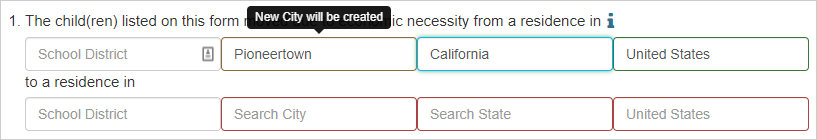 New City will be created
1. The child(ren) listed on this form ic necessity from a residence in
School District Pioneertown California United States
to a residence in
School District Search City Search State United States